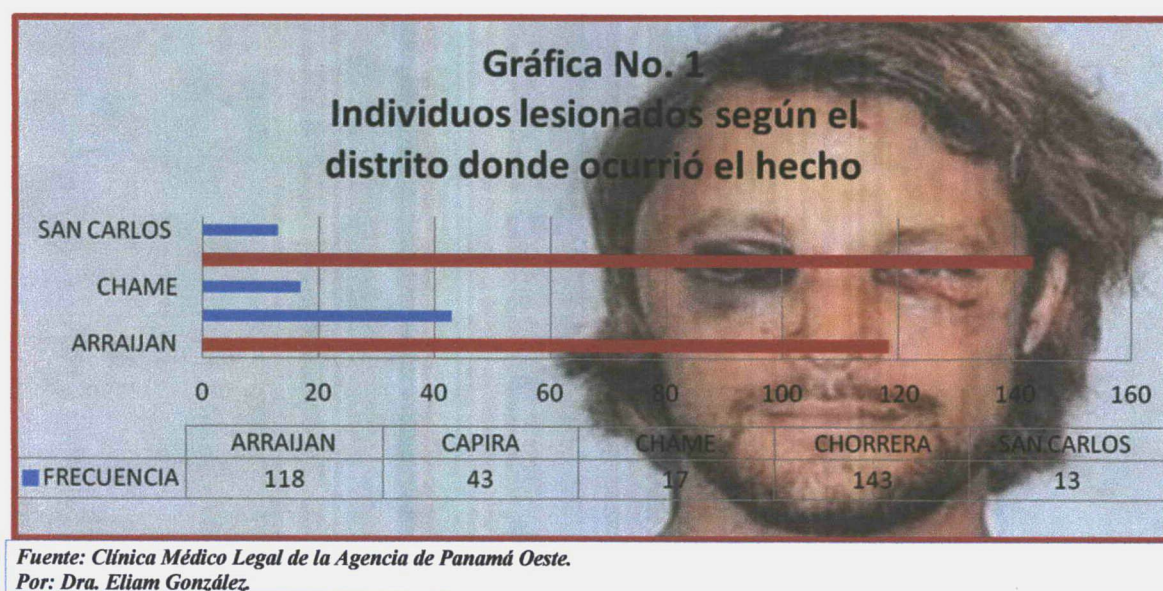 Gráfica No. 1
Individuos lesionados según el
distrito donde ocurrió el hecho
SAN CARLOS
CHAME
ARRAIJAN
0 20 40 60 80 100 120 140 160
ARRAIJAN CAPIRA CHAME CHORRERA SAN CARLOS
FRECUENCIA 118 43 17 143 13
Fuente: Clínica Médico Legal de la Agencia de Panamá Oeste.
Por: Dra. Eliam González.